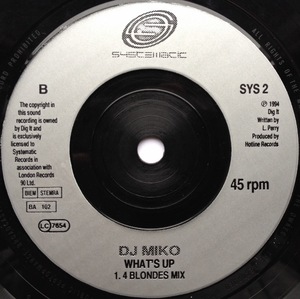 SYSTEMATIC
B
SYS 2
The copyright in
this sound
recording is owned
by Dig It and
is exclusively
licensed to
Systematic
Records in
association with
London Records
90 Ltd.
BIEM STEMRA
BA 102
LC 7654
℗ 1994
Dig It
Written by
L. Perry
Produced by
Hotline Records
45 rpm
DJ MIKO
WHAT'S UP
1. 4 BLONDES MIX